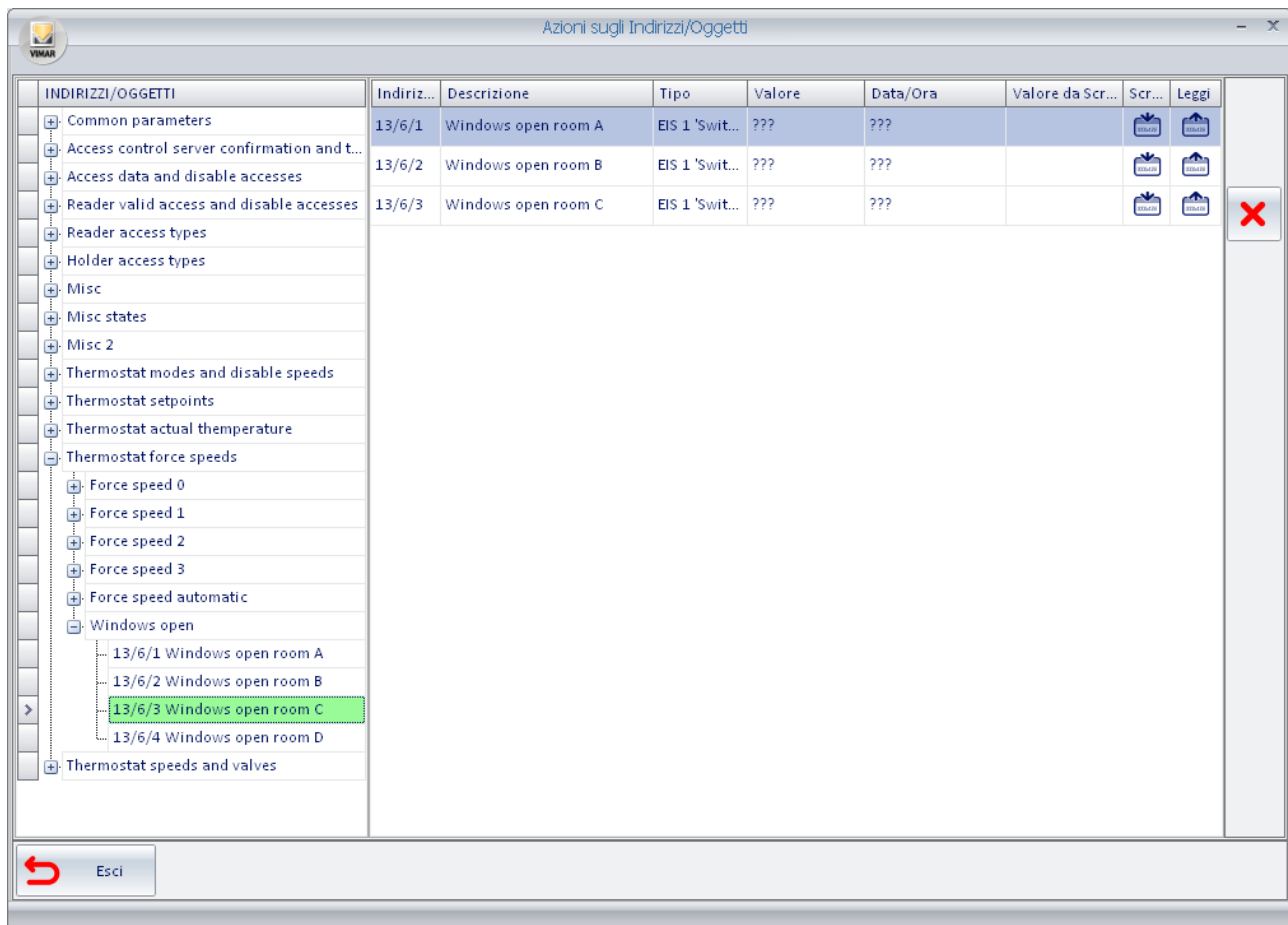 Azioni sugli Indirizzi/Oggetti
VIMAR
INDIRIZZI/OGGETTI
Common parameters
Access control server confirmation and t...
Access data and disable accesses
Reader valid access and disable accesses
Reader access types
Holder access types
Misc
Misc states
Misc 2
Thermostat modes and disable speeds
Thermostat setpoints
Thermostat actual themperature
Thermostat force speeds
Force speed 0
Force speed 1
Force speed 2
Force speed 3
Force speed automatic
Windows open
13/6/1 Windows open room A
13/6/2 Windows open room B
13/6/3 Windows open room C
13/6/4 Windows open room D
Thermostat speeds and valves
Indiriz... Descrizione Tipo Valore Data/Ora Valore da Scr... Scr... Leggi
13/6/1 Windows open room A EIS 1 'Swit... ??? ???
13/6/2 Windows open room B EIS 1 'Swit... ??? ???
13/6/3 Windows open room C EIS 1 'Swit... ??? ???
Esci